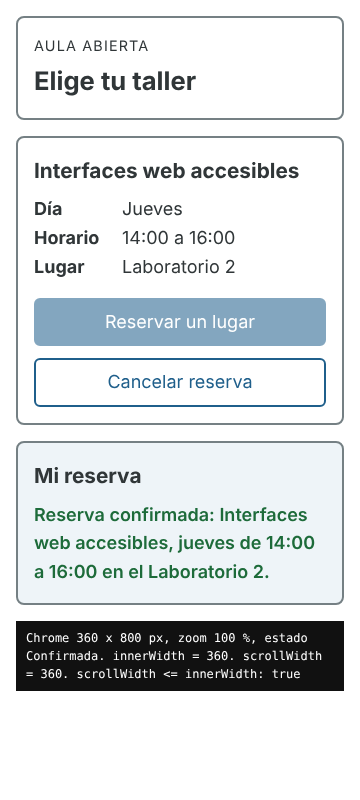 AULA ABIERTA
Elige tu taller
Interfaces web accesibles
Día Jueves
Horario 14:00 a 16:00
Lugar Laboratorio 2
Reservar un lugar
Cancelar reserva
Mi reserva
Reserva confirmada: Interfaces
web accesibles, jueves de 14:00
a 16:00 en el Laboratorio 2.
Chrome 360 x 800 px, zoom 100 %, estado
Confirmada. innerWidth = 360. scrollWidth
= 360. scrollWidth <= innerWidth: true